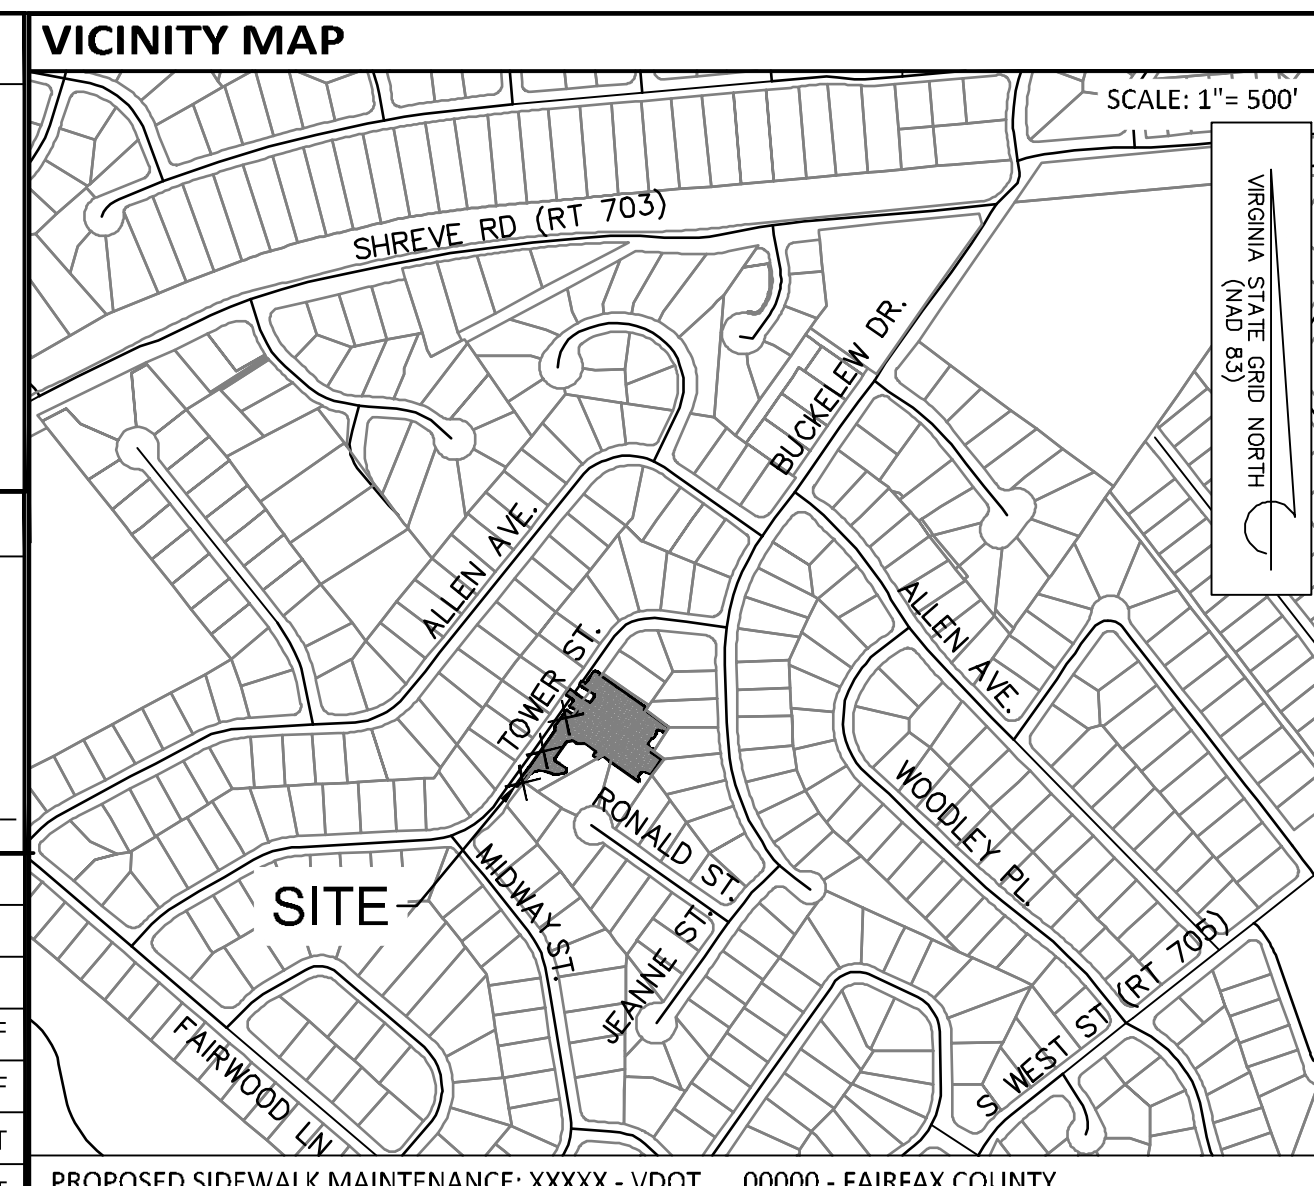 VICINITY MAP
SCALE: 1"= 500'
VIRGINIA STATE GRID NORTH
(NAD 83)
SHREVE RD (RT 703)
BUCKELEW DR.
ALLEN AVE.
ALLEN AVE.
TOWER ST.
WOODLEY PL.
RONALD ST.
MIDWAY ST.
SITE
JEANNE ST.
S WEST ST (RT 705)
FAIRWOOD LN
F
F
T
PROPOSED SIDEWALK MAINTENANCE: XXXXX - VDOT 00000 - FAIRFAX COUNTY